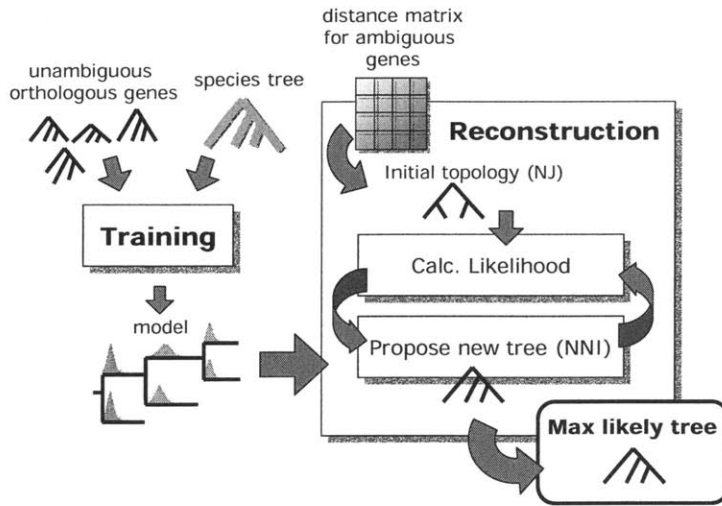 distance matrix
for ambiguous
genes
unambiguous
orthologous genes
species tree
Reconstruction
Initial topology (NJ)
Training
Calc. Likelihood
model
Propose new tree (NNI)
Max likely tree